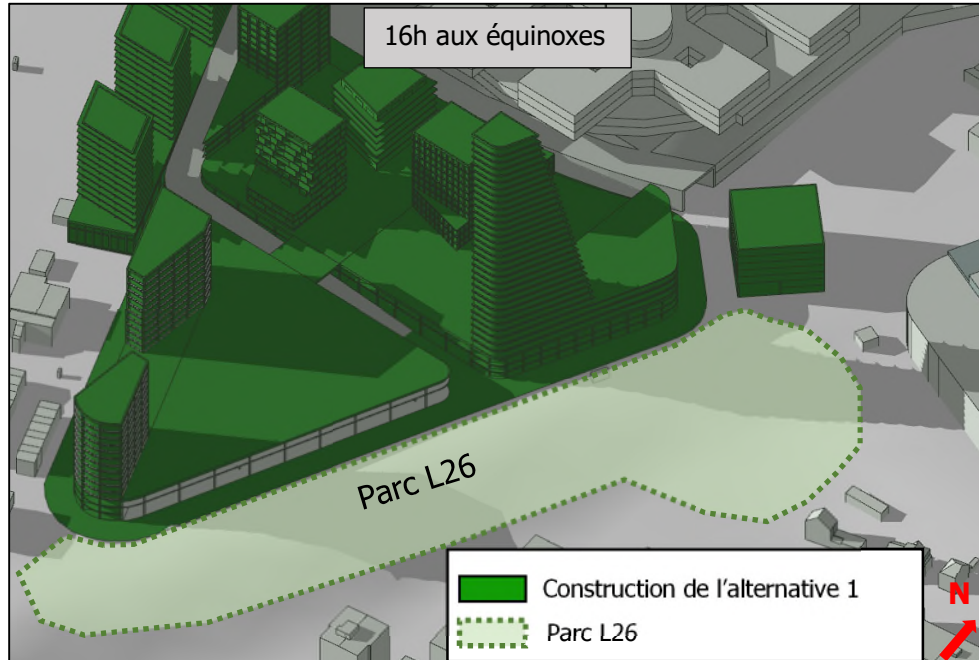 16h aux équinoxes
Parc L26
Construction de l'alternative 1
Parc L26
N